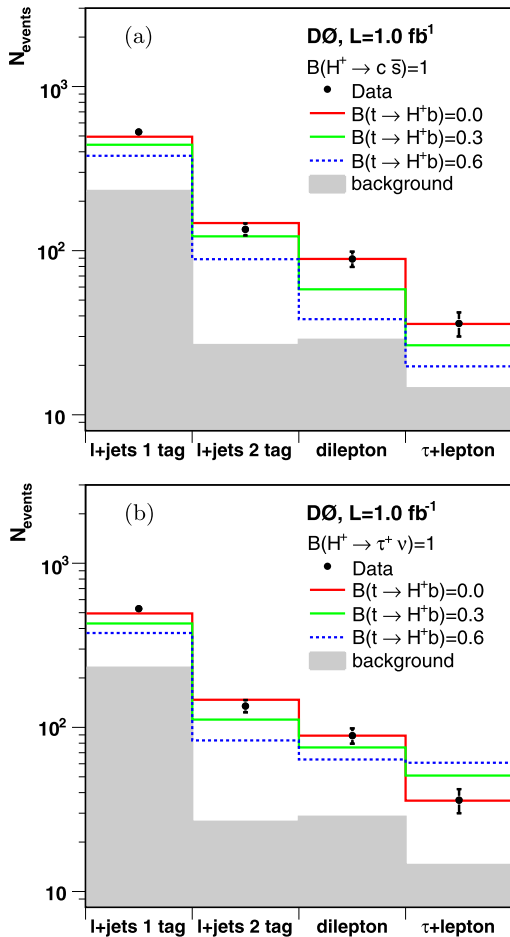 (a)
DØ, L=1.0 fb⁻¹
B(H⁺ → c s̅)=1
Data
B(t → H⁺b)=0.0
B(t → H⁺b)=0.3
B(t → H⁺b)=0.6
background
N_events
10³
10²
10
l+jets 1 tag l+jets 2 tag dilepton τ+lepton
(b)
DØ, L=1.0 fb⁻¹
B(H⁺ → τ⁺ ν)=1
Data
B(t → H⁺b)=0.0
B(t → H⁺b)=0.3
B(t → H⁺b)=0.6
background
N_events
10³
10²
10
l+jets 1 tag l+jets 2 tag dilepton τ+lepton